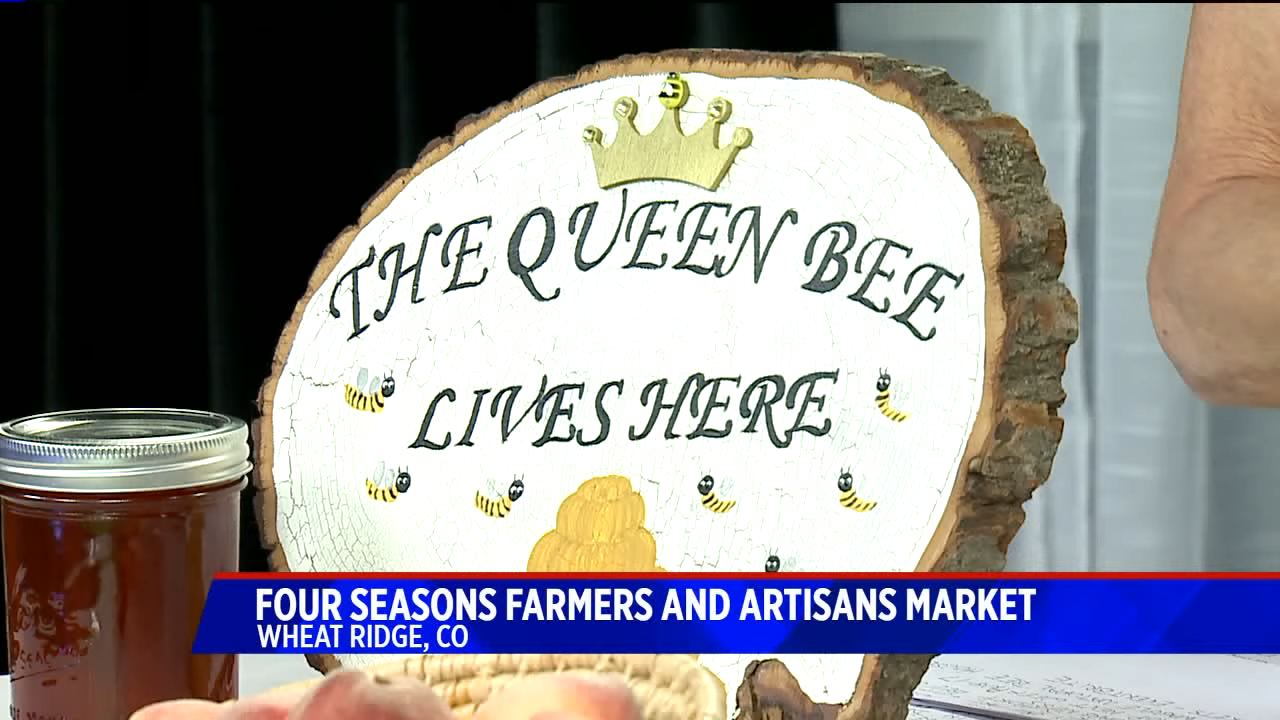 THE QUEEN BEE
LIVES HERE
FOUR SEASONS FARMERS AND ARTISANS MARKET
WHEAT RIDGE, CO